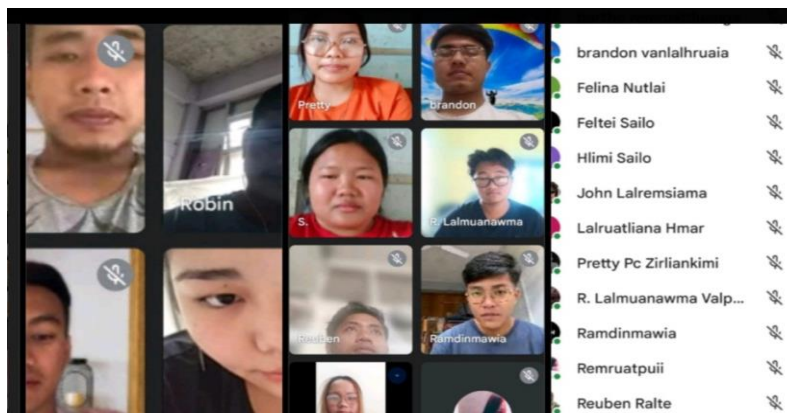 Robin
Pretty
brandon
S.
R. Lalmuanawma
Reuben
Ramdinmawia
brandon vanlalhruaia
Felina Nutlai
Feltei Sailo
Hlimi Sailo
John Lalremsiama
Lalruatliana Hmar
Pretty Pc Zirliankimi
R. Lalmuanawma Valp...
Ramdinmawia
Remruatpuii
Reuben Ralte